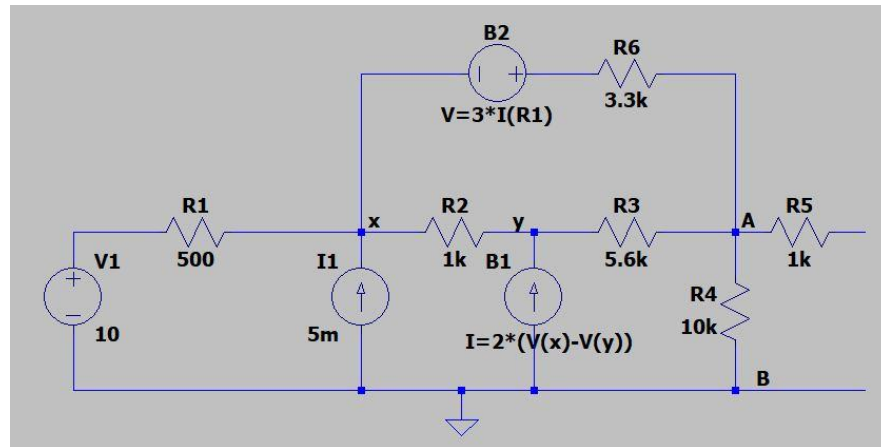 B2
R6
V=3*I(R1)
3.3k
R1
x
R2
y
R3
A
R5
500
1k
5.6k
1k
V1
I1
B1
R4
10k
10
5m
I=2*(V(x)-V(y))
B